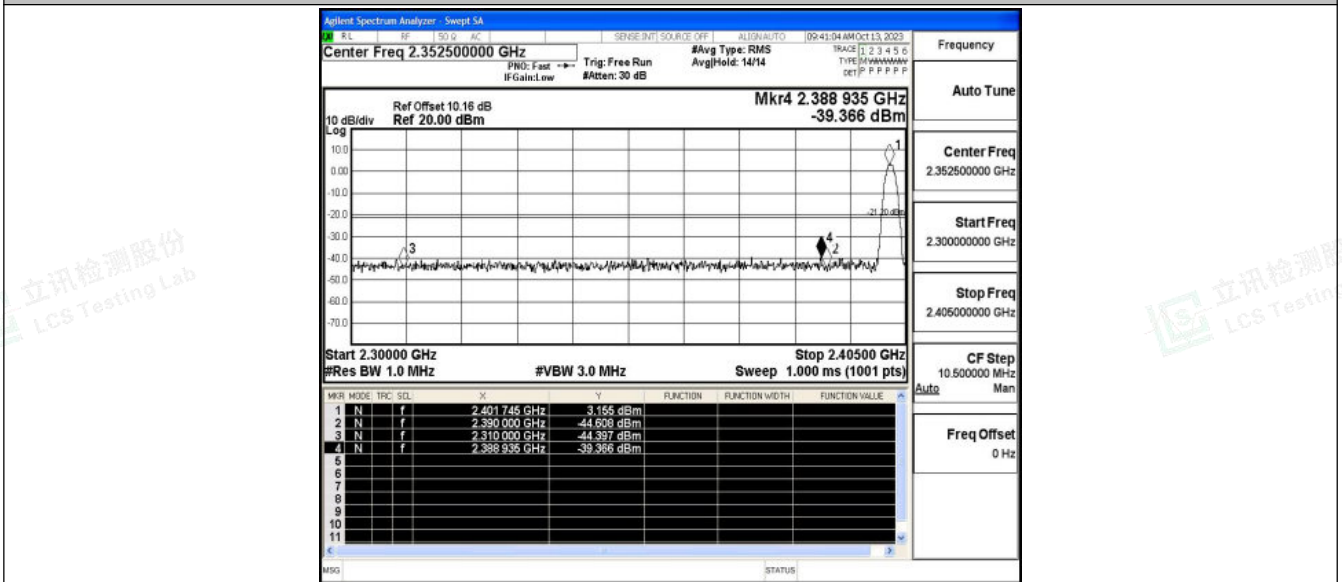 Agilent Spectrum Analyzer - Swept SA
RL RF 50 Ω AC SENSE:INT SOURCE OFF ALIGNAUTO 09:41:04 AM Oct 13, 2023
Center Freq 2.352500000 GHz #Avg Type: RMS TRACE 1 2 3 4 5 6
PNO: Fast Trig: Free Run Avg|Hold: 14/14 TYPE
IFGain:Low #Atten: 30 dB DET P P P P P P
Frequency
Auto Tune
Mkr4 2.388 935 GHz
-39.366 dBm
Ref Offset 10.16 dB
10 dB/div Ref 20.00 dBm
Log
10.0
0.00
-10.0
-20.0
-30.0
-40.0
-50.0
-60.0
-70.0
1
-21.20 dBm
3
4
2
Start 2.30000 GHz Stop 2.40500 GHz
#Res BW 1.0 MHz #VBW 3.0 MHz Sweep 1.000 ms (1001 pts)
MKR MODE TRC SCL X Y FUNCTION FUNCTION WIDTH FUNCTION VALUE
1 N f 2.401 745 GHz 3.155 dBm
2 N f 2.390 000 GHz -44.608 dBm
3 N f 2.310 000 GHz -44.397 dBm
4 N f 2.388 935 GHz -39.366 dBm
5
6
7
8
9
10
11
MSG STATUS
Center Freq
2.352500000 GHz
Start Freq
2.300000000 GHz
Stop Freq
2.405000000 GHz
CF Step
10.500000 MHz
Auto Man
Freq Offset
0 Hz
立讯检测股份
LCS Testing Lab
立讯检测股
LCS Testin